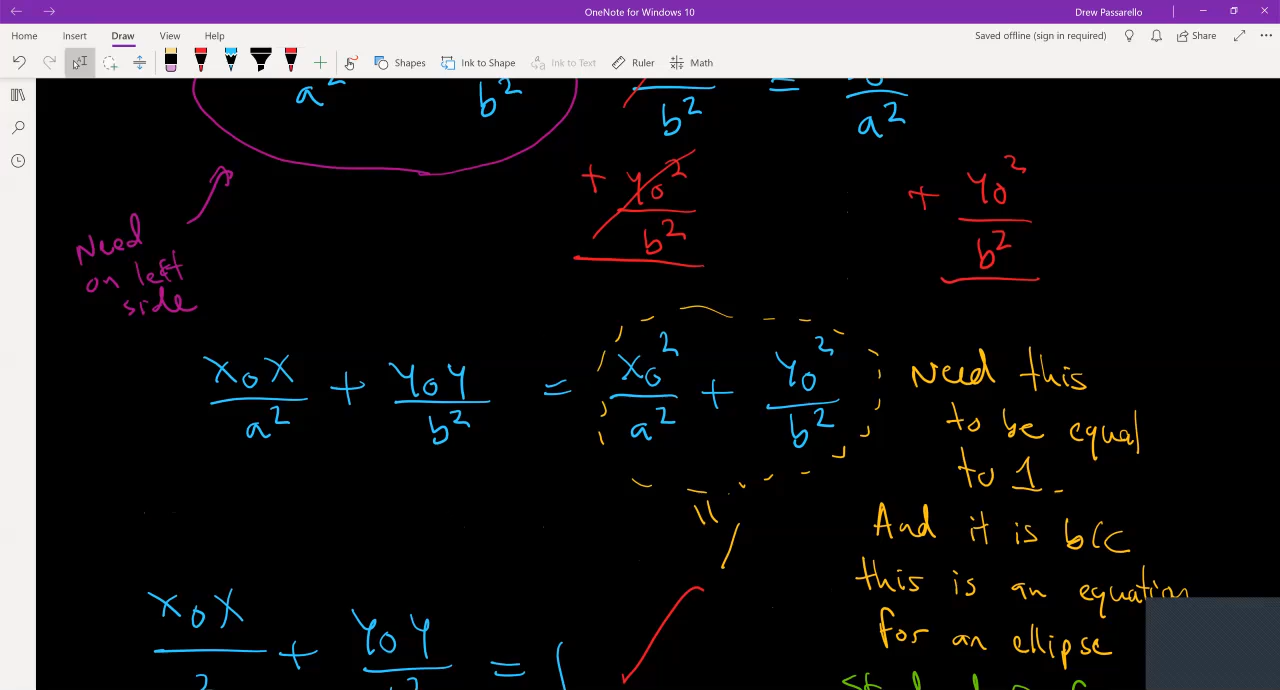 OneNote for Windows 10
Drew Passarello
Home Insert Draw View Help
Saved offline (sign in required) Share
Shapes Ink to Shape Ink to Text Ruler Math
a² b² b² = a²
+ y₀²/b² + y₀²/b²
Need
on left
side
x₀x/a² + y₀y/b² = x₀²/a² + y₀²/b²
Need this
to be equal
to 1.
= 1
And it is b/c
this is an equation
for an ellipse
x₀x + y₀y = 1